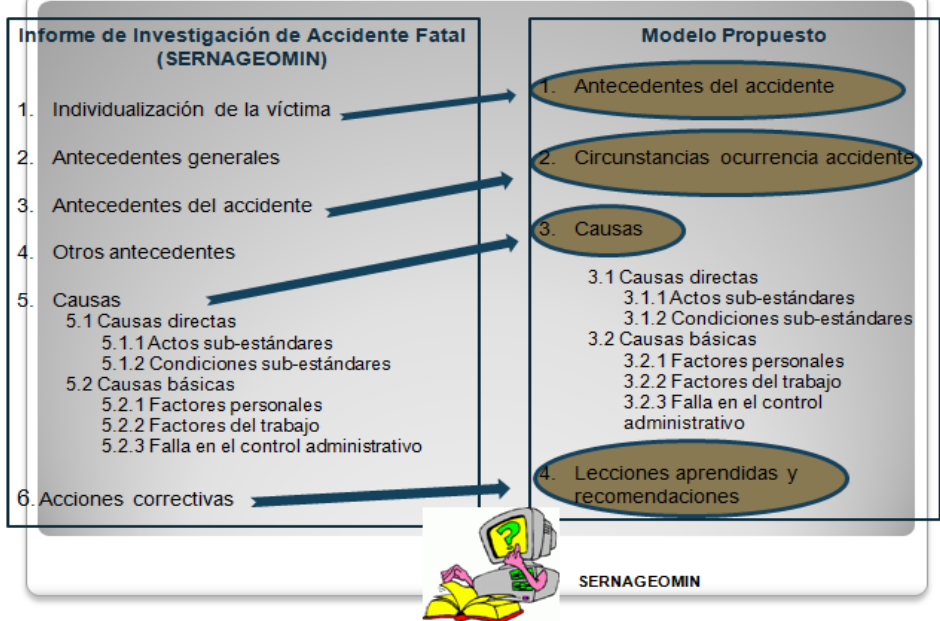 Informe de Investigación de Accidente Fatal
(SERNAGEOMIN)
1. Individualización de la víctima
2. Antecedentes generales
3. Antecedentes del accidente
4. Otros antecedentes
5. Causas
5.1 Causas directas
5.1.1 Actos sub-estándares
5.1.2 Condiciones sub-estándares
5.2 Causas básicas
5.2.1 Factores personales
5.2.2 Factores del trabajo
5.2.3 Falla en el control administrativo
6. Acciones correctivas
Modelo Propuesto
1. Antecedentes del accidente
2. Circunstancias ocurrencia accidente
3. Causas
3.1 Causas directas
3.1.1 Actos sub-estándares
3.1.2 Condiciones sub-estándares
3.2 Causas básicas
3.2.1 Factores personales
3.2.2 Factores del trabajo
3.2.3 Falla en el control
administrativo
4. Lecciones aprendidas y
recomendaciones
?
SERNAGEOMIN